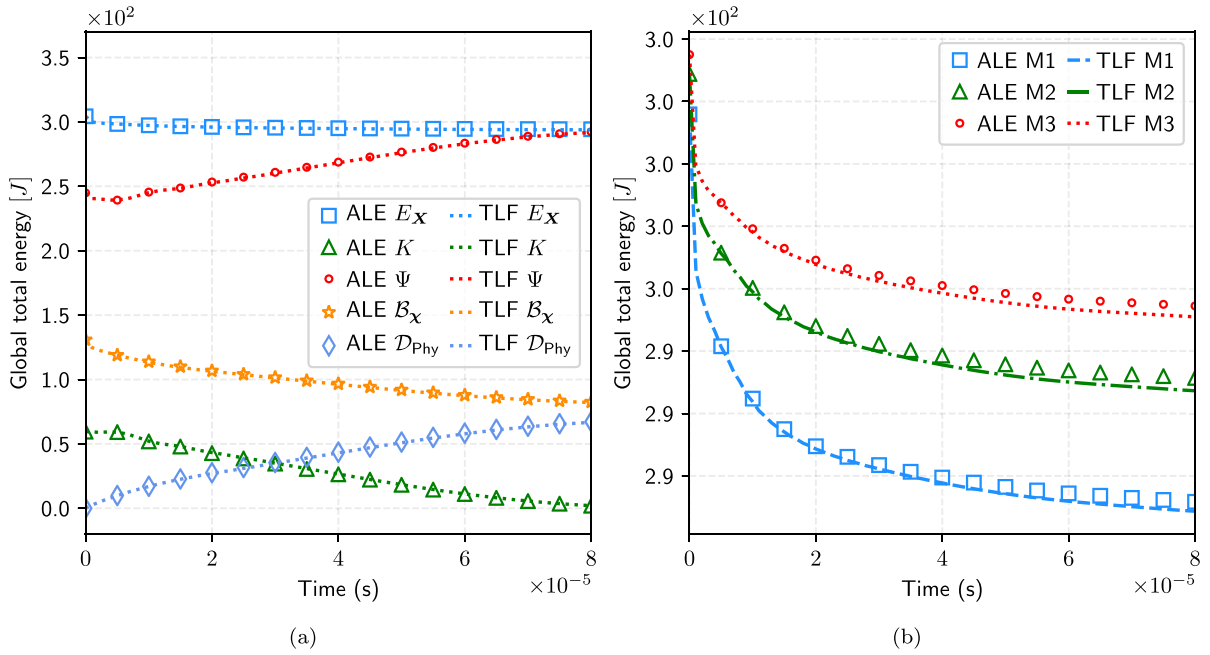 ×10²
3.5
3.0
2.5
2.0
1.5
1.0
0.5
0.0
Global total energy [J]
ALE E_X
ALE K
ALE Ψ
ALE ℬ_χ
ALE 𝒟_Phy
TLF E_X
TLF K
TLF Ψ
TLF ℬ_χ
TLF 𝒟_Phy
0 2 4 6 8
Time (s)
×10⁻⁵
(a)
×10²
3.0
3.0
3.0
3.0
3.0
2.9
2.9
2.9
Global total energy [J]
ALE M1
ALE M2
ALE M3
TLF M1
TLF M2
TLF M3
0 2 4 6 8
Time (s)
×10⁻⁵
(b)